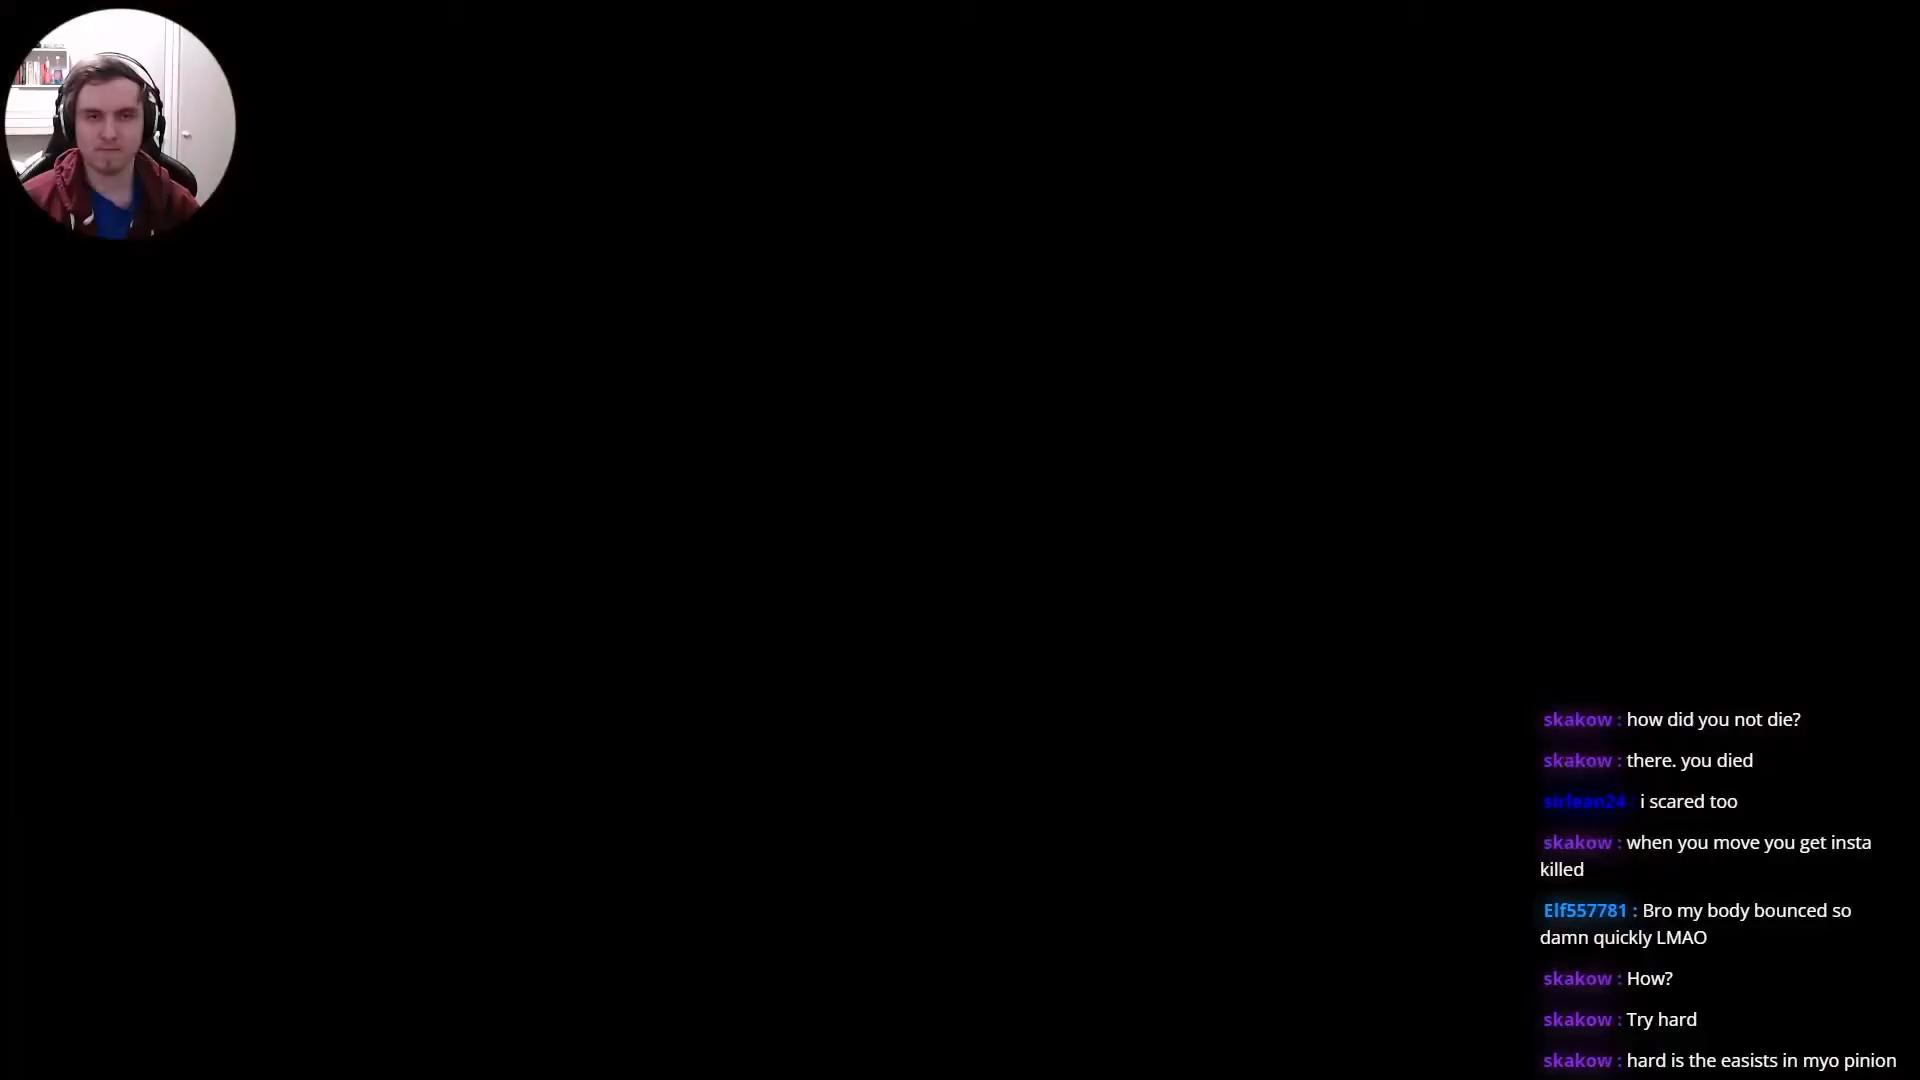 skakow : how did you not die?
skakow : there. you died
sirlean24 : i scared too
skakow : when you move you get insta
killed
Elf557781 : Bro my body bounced so
damn quickly LMAO
skakow : How?
skakow : Try hard
skakow : hard is the easists in myo pinion